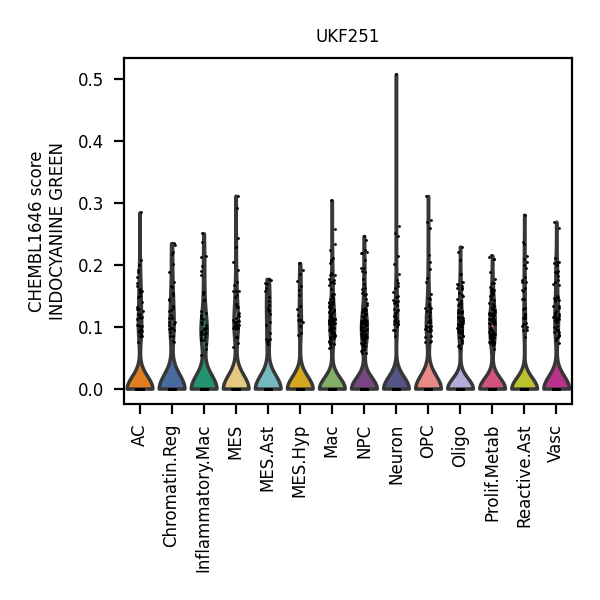 UKF251
CHEMBL1646 score
INDOCYANINE GREEN
0.5
0.4
0.3
0.2
0.1
0.0
AC
Chromatin.Reg
Inflammatory.Mac
MES
MES.Ast
MES.Hyp
Mac
NPC
Neuron
OPC
Oligo
Prolif.Metab
Reactive.Ast
Vasc